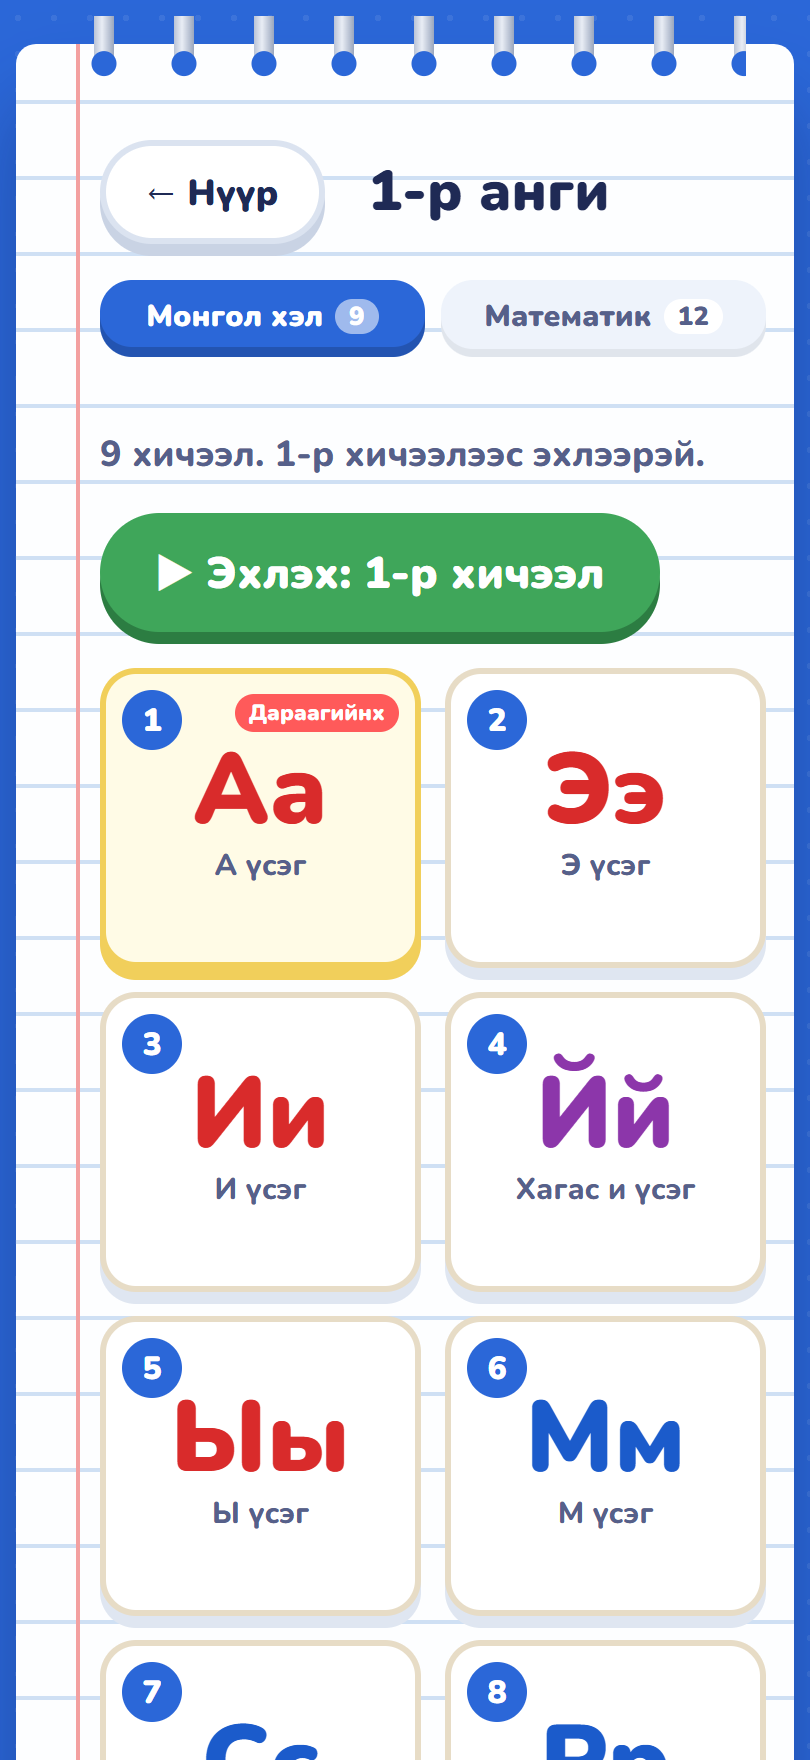 ← Нүүр
1-р анги
Монгол хэл 9
Математик 12
9 хичээл. 1-р хичээлээс эхлээрэй.
▶ Эхлэх: 1-р хичээл
1
Дараагийнх
Аа
А үсэг
2
Ээ
Э үсэг
3
Ии
И үсэг
4
Йй
Хагас и үсэг
5
Ыы
Ы үсэг
6
Мм
М үсэг
7
8